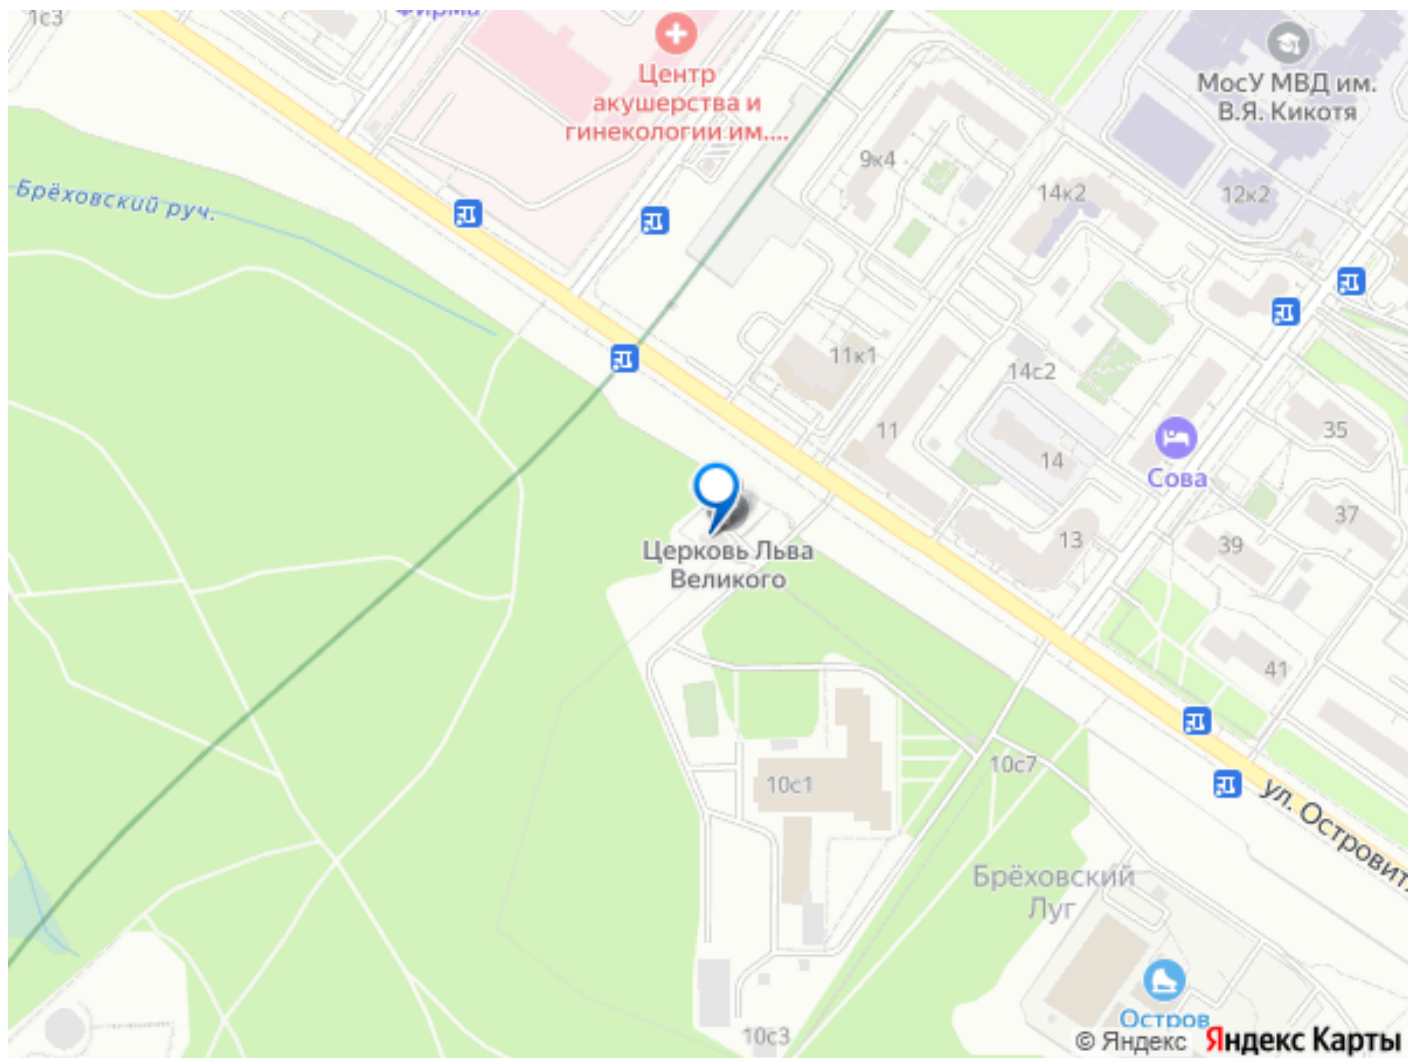 1с3
Фирма
Центр
акушерства и
гинекологии им....
МосУ МВД им.
В.Я. Кикотя
9к4
14к2
12к2
Брёховский руч.
11к1
14с2
11
14
35
Сова
37
39
13
Церковь Льва
Великого
41
10с7
10с1
ул. Островит.
Брёховский
Луг
Остров
10с3
© Яндекс Яндекс Карты